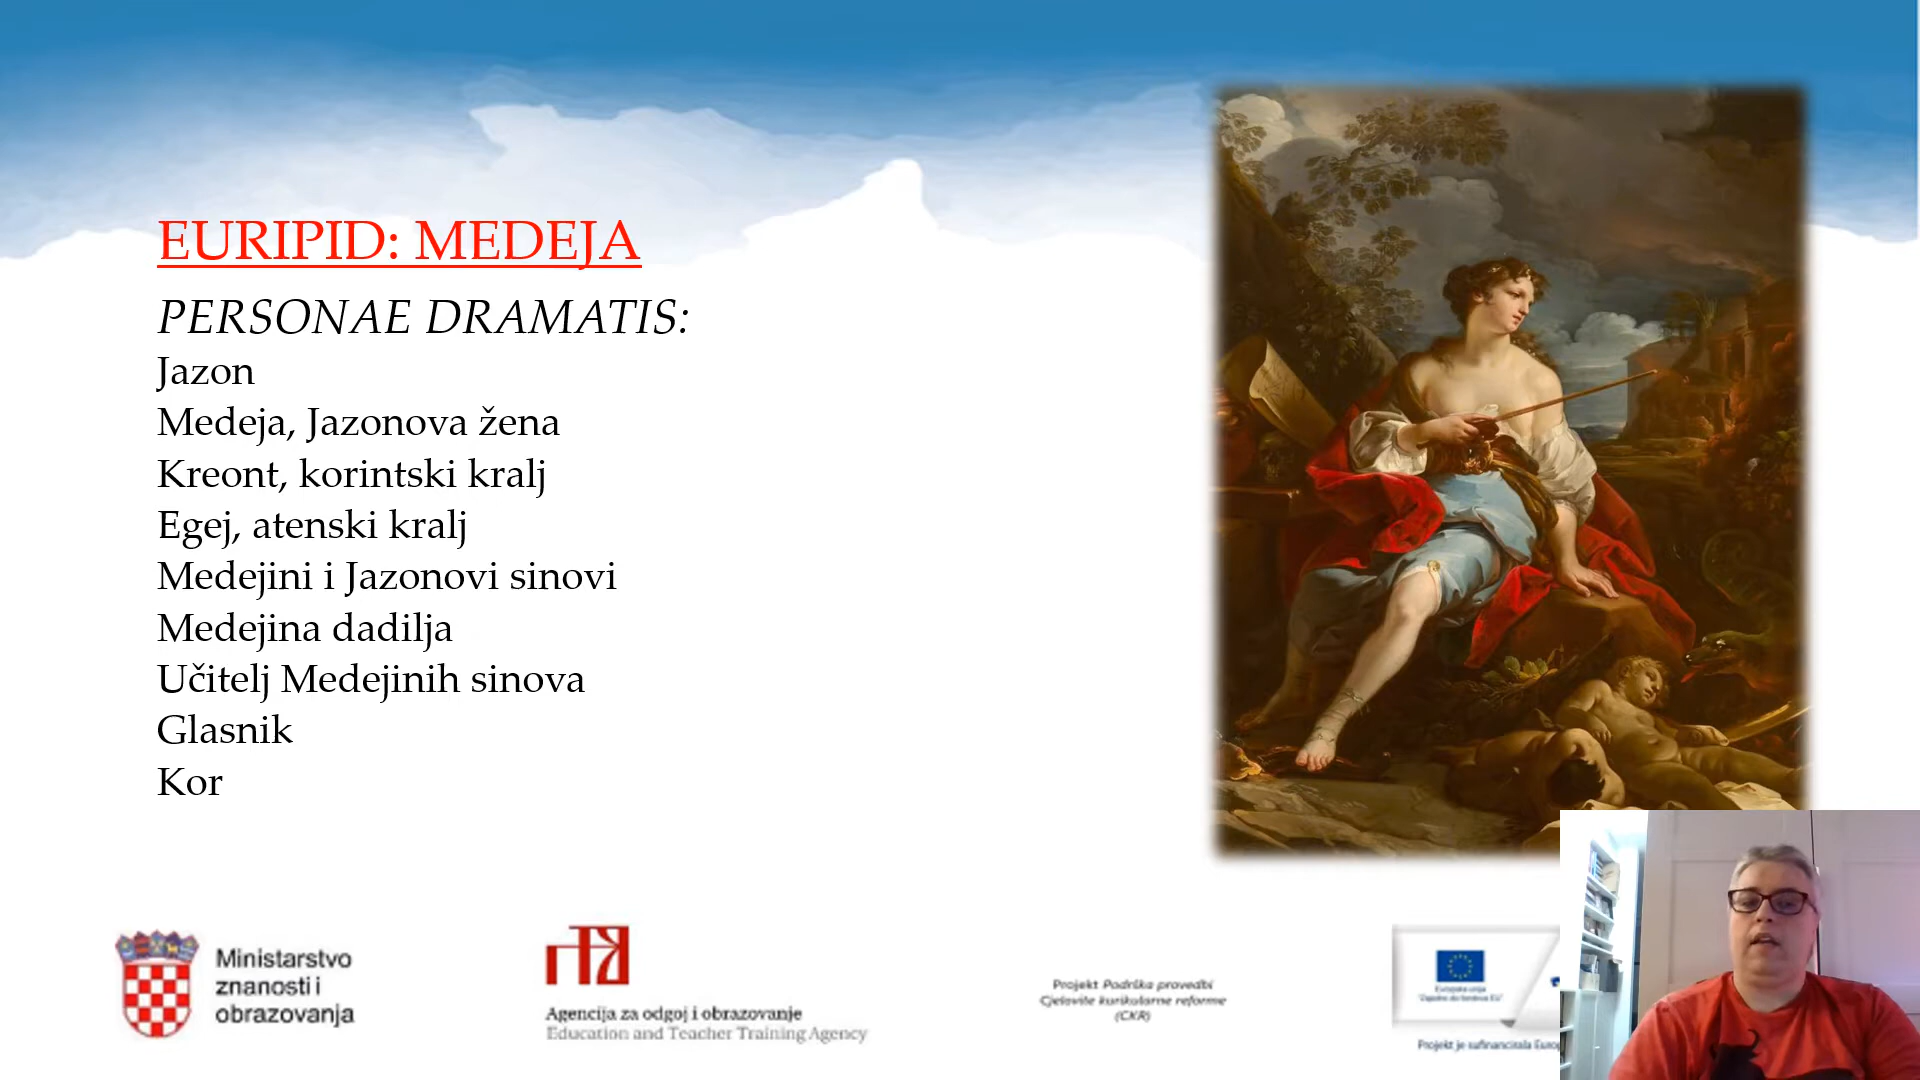 EURIPID: MEDEJA
PERSONAE DRAMATIS:
Jazon
Medeja, Jazonova žena
Kreont, korintski kralj
Egej, atenski kralj
Medejini i Jazonovi sinovi
Medejina dadilja
Učitelj Medejinih sinova
Glasnik
Kor
Ministarstvo
znanosti i
obrazovanja
Agencija za odgoj i obrazovanje
Education and Teacher Training Agency
Projekt Podrška provedbi
Cjelovite kurikularne reforme
(CKR)
Europska unija
"Zajedno do fondova EU"
Projekt je sufinancirala